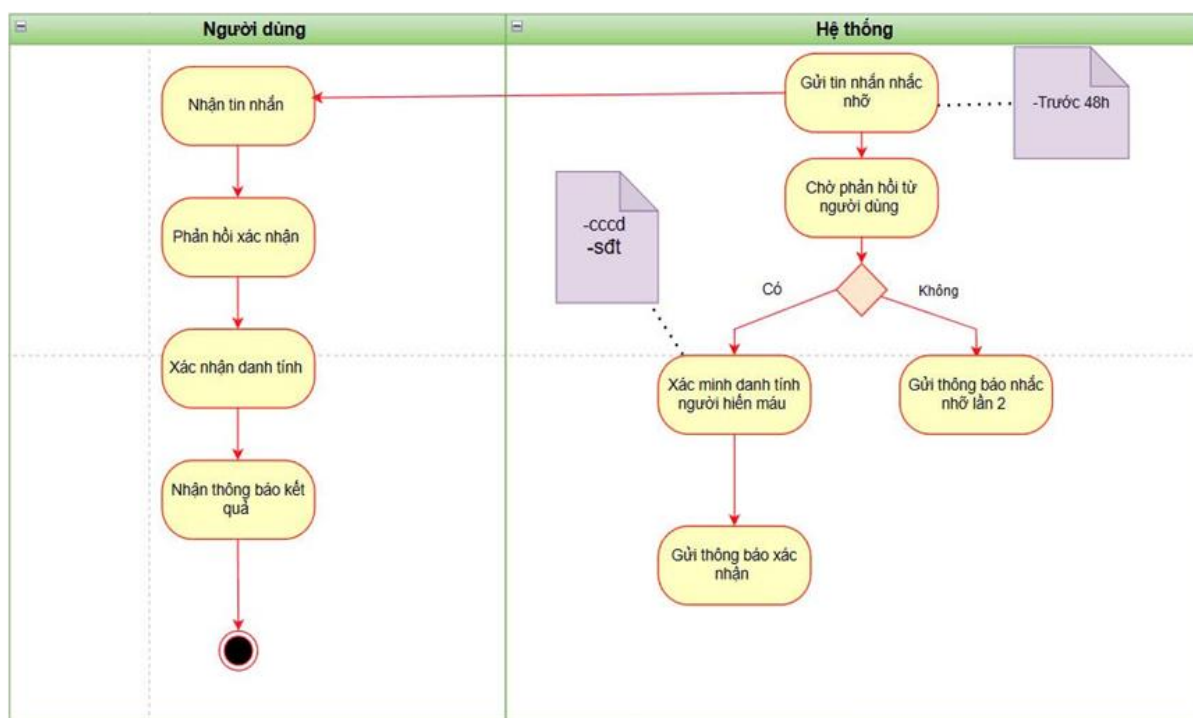 Người dùng
Hệ thống
Nhận tin nhắn
Gửi tin nhắn nhắc
nhỡ
-Trước 48h
Chờ phản hồi từ
người dùng
-cccd
-sđt
Phản hồi xác nhận
Có
Không
Xác nhận danh tính
Xác minh danh tính
người hiến máu
Gửi thông báo nhắc
nhỡ lần 2
Nhận thông báo kết
quả
Gửi thông báo xác
nhận